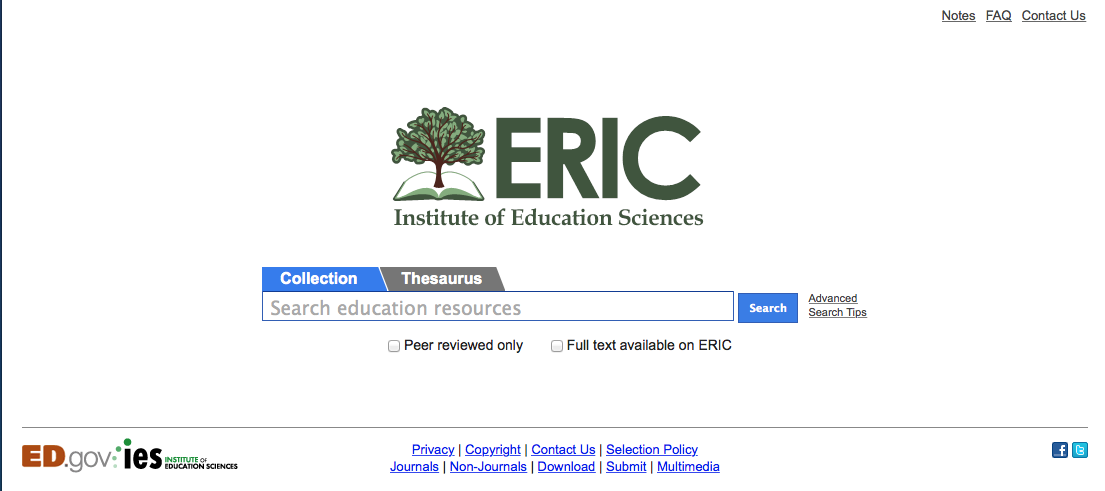 Notes FAQ Contact Us
ERIC
Institute of Education Sciences
Collection Thesaurus
Search education resources Search Advanced
Search Tips
Peer reviewed only Full text available on ERIC
ED.gov ies INSTITUTE OF
EDUCATION SCIENCES
Privacy | Copyright | Contact Us | Selection Policy
Journals | Non-Journals | Download | Submit | Multimedia
f t